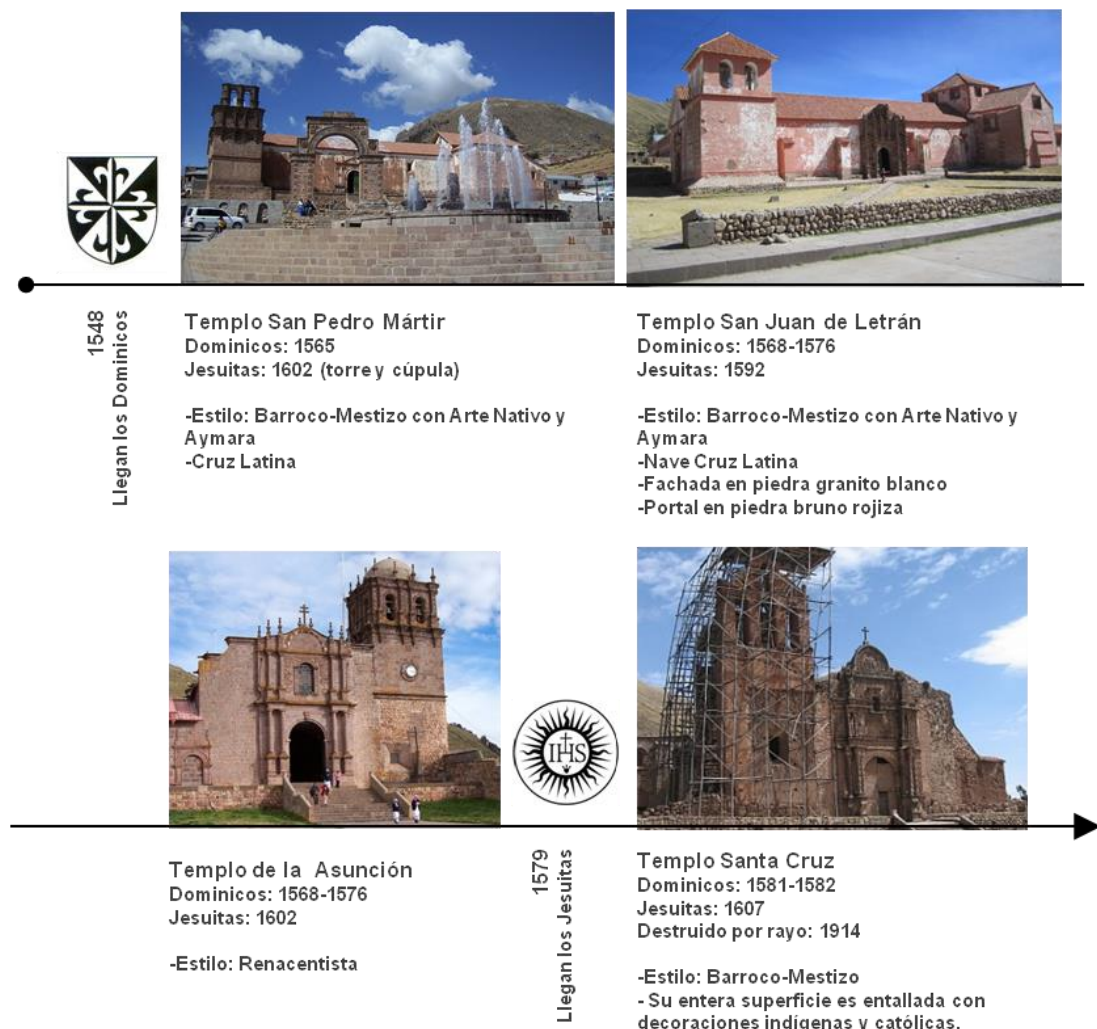 1548
Llegan los Dominicos
Templo San Pedro Mártir
Dominicos: 1565
Jesuitas: 1602 (torre y cúpula)
-Estilo: Barroco-Mestizo con Arte Nativo y
Aymara
-Cruz Latina
Templo San Juan de Letrán
Dominicos: 1568-1576
Jesuitas: 1592
-Estilo: Barroco-Mestizo con Arte Nativo y
Aymara
-Nave Cruz Latina
-Fachada en piedra granito blanco
-Portal en piedra bruno rojiza
IHS
Templo de la Asunción
Dominicos: 1568-1576
Jesuitas: 1602
-Estilo: Renacentista
1579
Llegan los Jesuitas
Templo Santa Cruz
Dominicos: 1581-1582
Jesuitas: 1607
Destruido por rayo: 1914
-Estilo: Barroco-Mestizo
- Su entera superficie es entallada con
decoraciones indígenas y católicas.